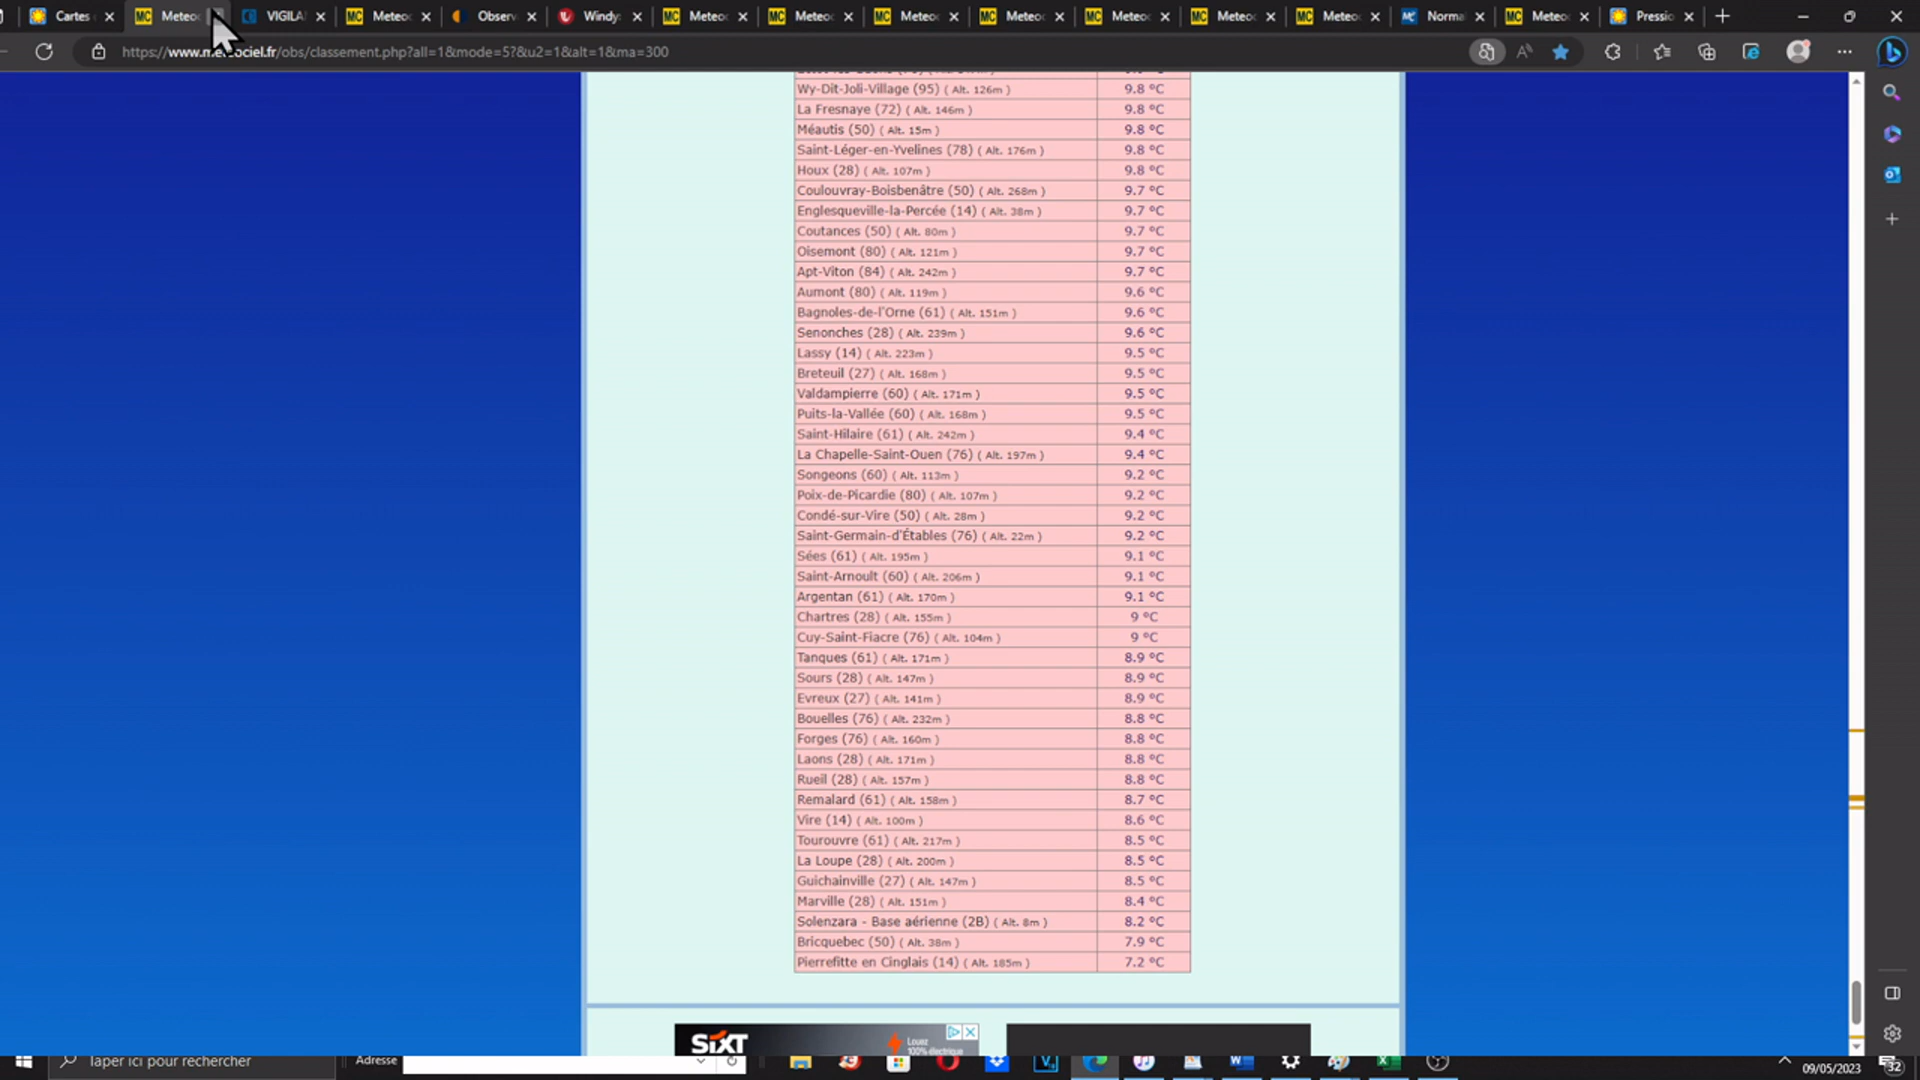 Cartes
Meteo
VIGILA
Meteoc
Observ
Windy:
Meteoc
Meteoc
Meteoc
Meteoc
Meteoc
Meteoc
Meteoc
Norma
Meteoc
Pressio
https://www.meteociel.fr/obs/classement.php?all=1&mode=5?&u2=1&alt=1&ma=300
Wy-Dit-Joli-Village (95) ( Alt. 126m ) 9.8 °C
La Fresnaye (72) ( Alt. 146m ) 9.8 °C
Méautis (50) ( Alt. 15m ) 9.8 °C
Saint-Léger-en-Yvelines (78) ( Alt. 176m ) 9.8 °C
Houx (28) ( Alt. 107m ) 9.8 °C
Coulouvray-Boisbenâtre (50) ( Alt. 268m ) 9.7 °C
Englesqueville-la-Percée (14) ( Alt. 38m ) 9.7 °C
Coutances (50) ( Alt. 80m ) 9.7 °C
Oisemont (80) ( Alt. 121m ) 9.7 °C
Apt-Viton (84) ( Alt. 242m ) 9.7 °C
Aumont (80) ( Alt. 119m ) 9.6 °C
Bagnoles-de-l'Orne (61) ( Alt. 151m ) 9.6 °C
Senonches (28) ( Alt. 239m ) 9.6 °C
Lassy (14) ( Alt. 223m ) 9.5 °C
Breteuil (27) ( Alt. 168m ) 9.5 °C
Valdampierre (60) ( Alt. 171m ) 9.5 °C
Puits-la-Vallée (60) ( Alt. 168m ) 9.5 °C
Saint-Hilaire (61) ( Alt. 242m ) 9.4 °C
La Chapelle-Saint-Ouen (76) ( Alt. 197m ) 9.4 °C
Songeons (60) ( Alt. 113m ) 9.2 °C
Poix-de-Picardie (80) ( Alt. 107m ) 9.2 °C
Condé-sur-Vire (50) ( Alt. 28m ) 9.2 °C
Saint-Germain-d'Étables (76) ( Alt. 22m ) 9.2 °C
Sées (61) ( Alt. 195m ) 9.1 °C
Saint-Arnoult (60) ( Alt. 206m ) 9.1 °C
Argentan (61) ( Alt. 170m ) 9.1 °C
Chartres (28) ( Alt. 155m ) 9 °C
Cuy-Saint-Fiacre (76) ( Alt. 104m ) 9 °C
Tanques (61) ( Alt. 171m ) 8.9 °C
Sours (28) ( Alt. 147m ) 8.9 °C
Evreux (27) ( Alt. 141m ) 8.9 °C
Bouelles (76) ( Alt. 232m ) 8.8 °C
Forges (76) ( Alt. 160m ) 8.8 °C
Laons (28) ( Alt. 171m ) 8.8 °C
Rueil (28) ( Alt. 157m ) 8.8 °C
Remalard (61) ( Alt. 158m ) 8.7 °C
Vire (14) ( Alt. 100m ) 8.6 °C
Tourouvre (61) ( Alt. 217m ) 8.5 °C
La Loupe (28) ( Alt. 200m ) 8.5 °C
Guichainville (27) ( Alt. 147m ) 8.5 °C
Marville (28) ( Alt. 151m ) 8.4 °C
Solenzara - Base aérienne (2B) ( Alt. 8m ) 8.2 °C
Bricquebec (50) ( Alt. 38m ) 7.9 °C
Pierrefitte en Cinglais (14) ( Alt. 185m ) 7.2 °C
SiXT
Louez
100% électrique
Taper ici pour rechercher
Adresse
09/05/2023
32